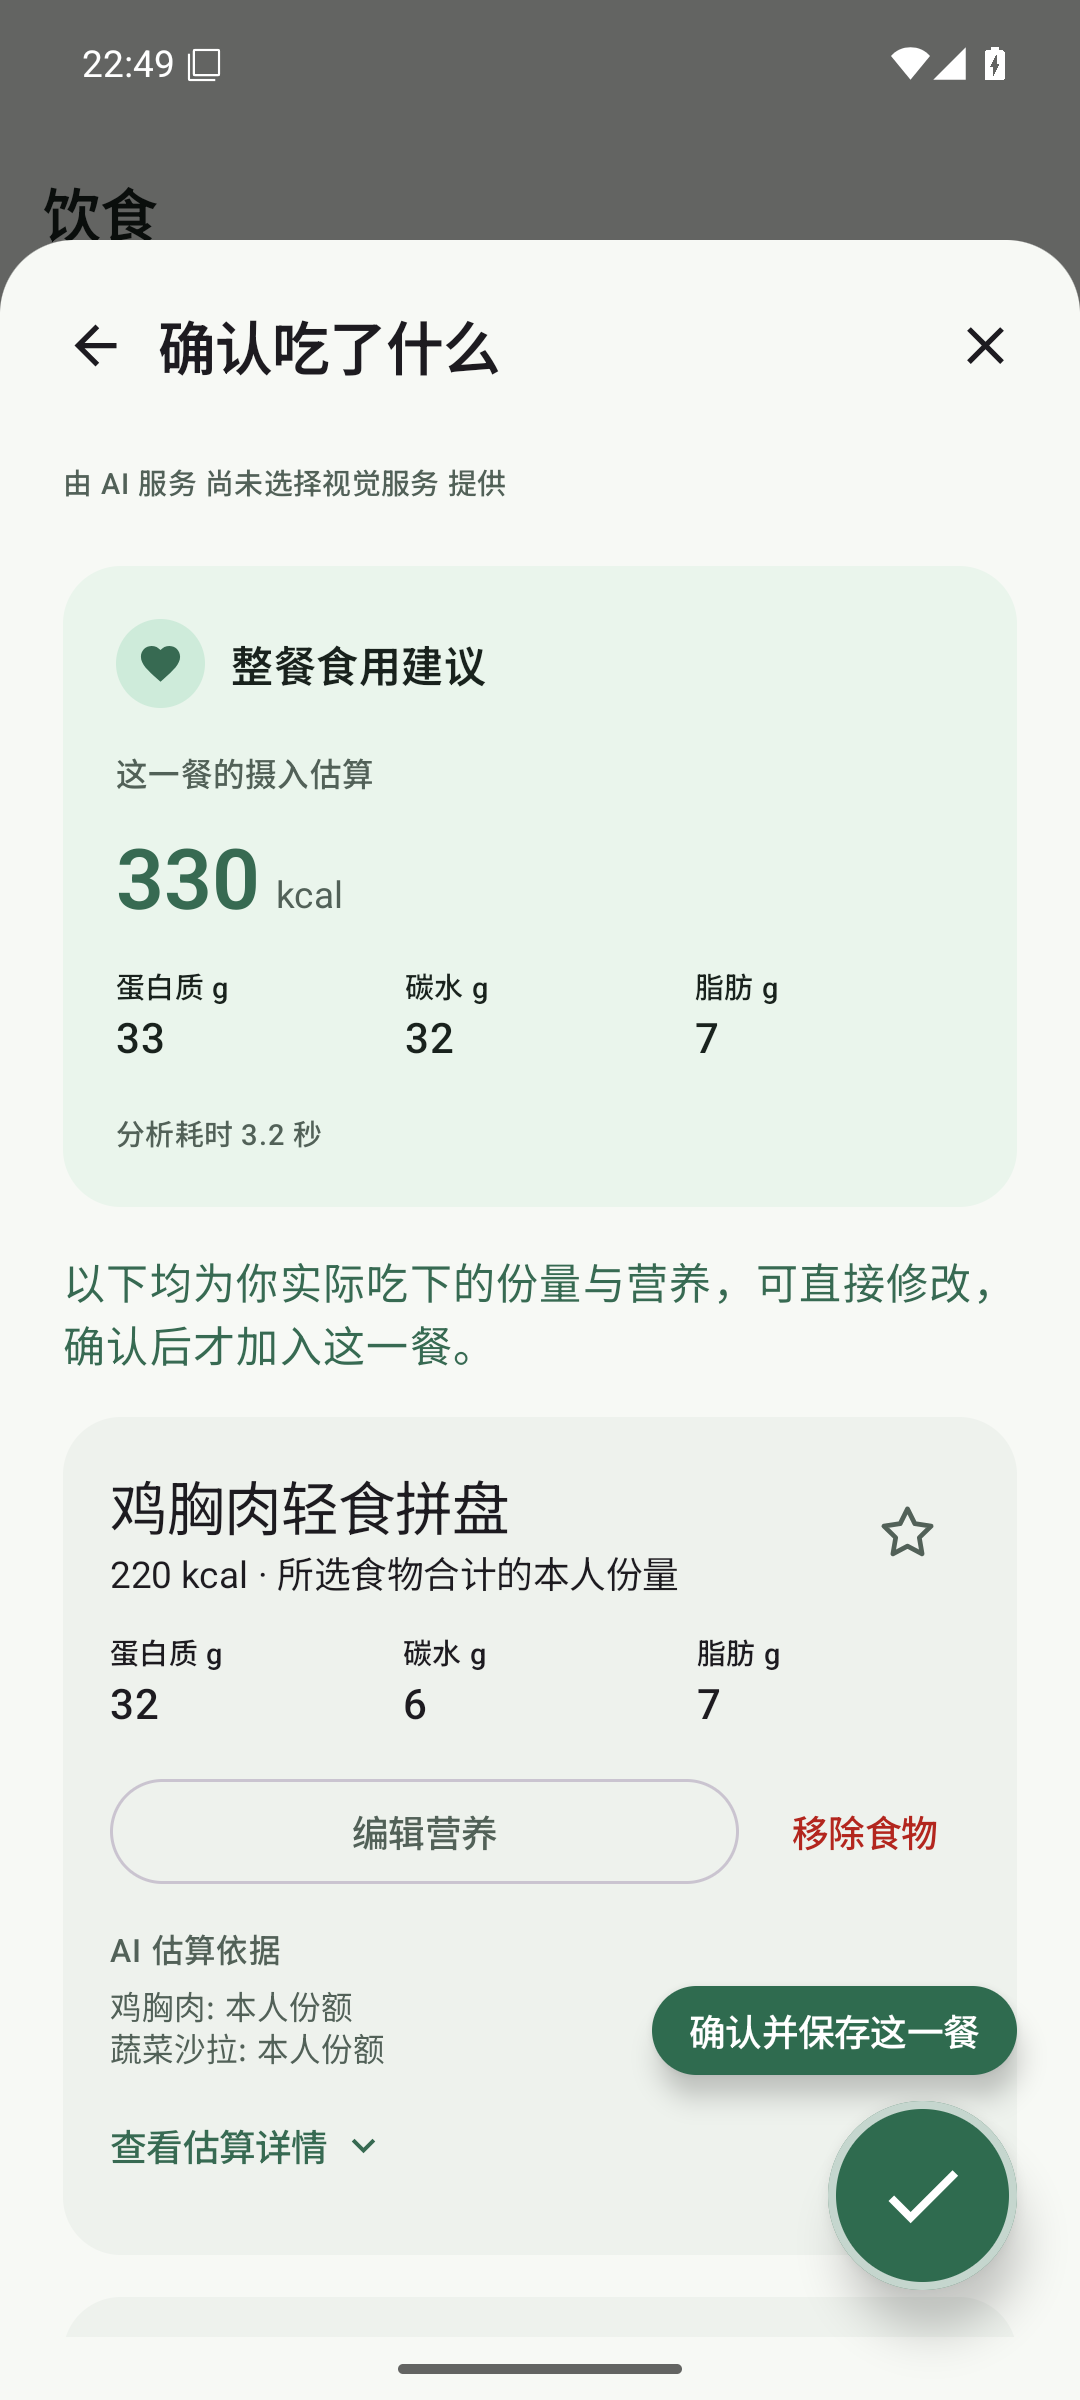 22:49
饮食
确认吃了什么
由 AI 服务 尚未选择视觉服务 提供
整餐食用建议
这一餐的摄入估算
330 kcal
蛋白质 g 碳水 g 脂肪 g
33 32 7
分析耗时 3.2 秒
以下均为你实际吃下的份量与营养，可直接修改，
确认后才加入这一餐。
鸡胸肉轻食拼盘
220 kcal · 所选食物合计的本人份量
蛋白质 g 碳水 g 脂肪 g
32 6 7
编辑营养 移除食物
AI 估算依据
鸡胸肉: 本人份额
蔬菜沙拉: 本人份额
确认并保存这一餐
查看估算详情